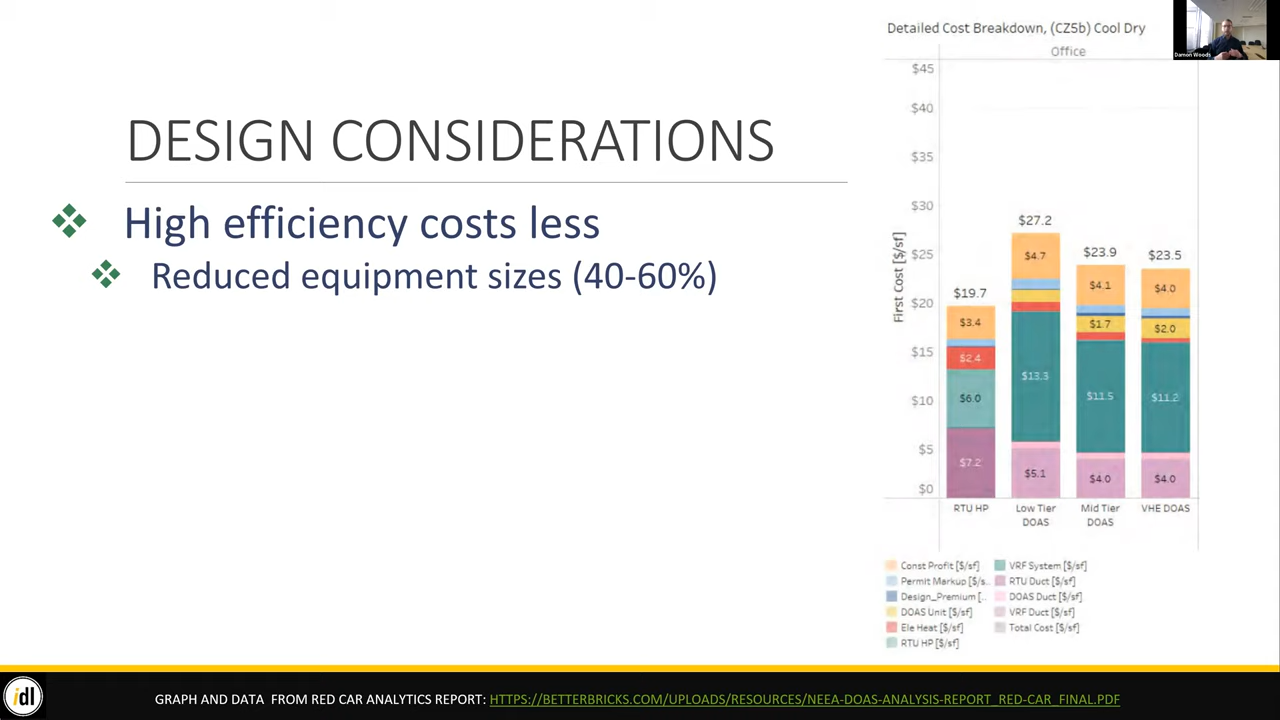 Detailed Cost Breakdown, (CZ5b) Cool Dry
Office
Damon Woods
DESIGN CONSIDERATIONS
High efficiency costs less
Reduced equipment sizes (40-60%)
First Cost [$/sf]
$45
$40
$35
$30
$25
$20
$15
$10
$5
$0
$19.7
$3.4
$2.4
$6.0
$7.2
$27.2
$4.7
$13.3
$5.1
$23.9
$4.1
$1.7
$11.5
$4.0
$23.5
$4.0
$2.0
$11.2
$4.0
RTU HP
Low Tier
DOAS
Mid Tier
DOAS
VHE DOAS
Const Profit [$/sf]
Permit Markup [$/s..
Design_Premium [..
DOAS Unit [$/sf]
Ele Heat [$/sf]
RTU HP [$/sf]
VRF System [$/sf]
RTU Duct [$/sf]
DOAS Duct [$/sf]
VRF Duct [$/sf]
Total Cost [$/sf]
idl
GRAPH AND DATA FROM RED CAR ANALYTICS REPORT: HTTPS://BETTERBRICKS.COM/UPLOADS/RESOURCES/NEEA-DOAS-ANALYSIS-REPORT_RED-CAR_FINAL.PDF